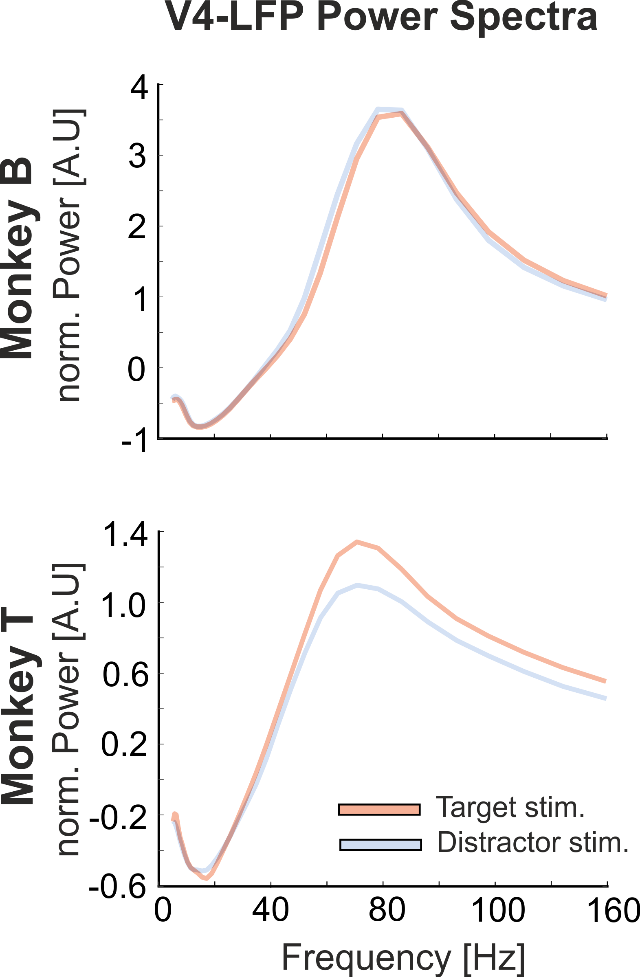 V4-LFP Power Spectra
Monkey B
norm. Power [A.U]
4
3
2
1
0
-1
Monkey T
norm. Power [A.U]
1.4
1.0
0.6
0.2
-0.2
-0.6
Target stim.
Distractor stim.
0 40 80 100 160
Frequency [Hz]